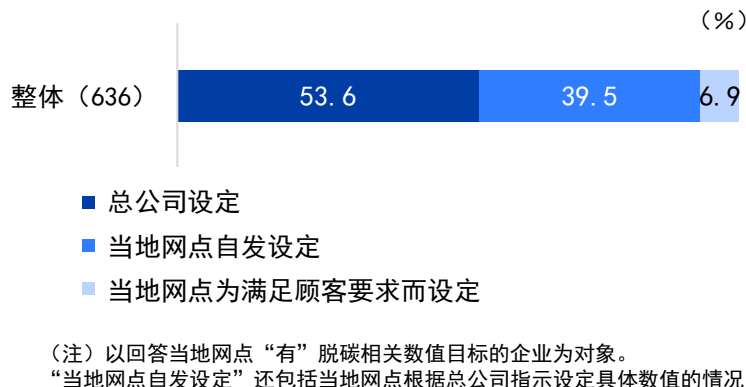 （%）
整体（636）
53.6
39.5
6.9
总公司设定
当地网点自发设定
当地网点为满足顾客要求而设定
（注）以回答当地网点“有”脱碳相关数值目标的企业为对象。
“当地网点自发设定”还包括当地网点根据总公司指示设定具体数值的情况